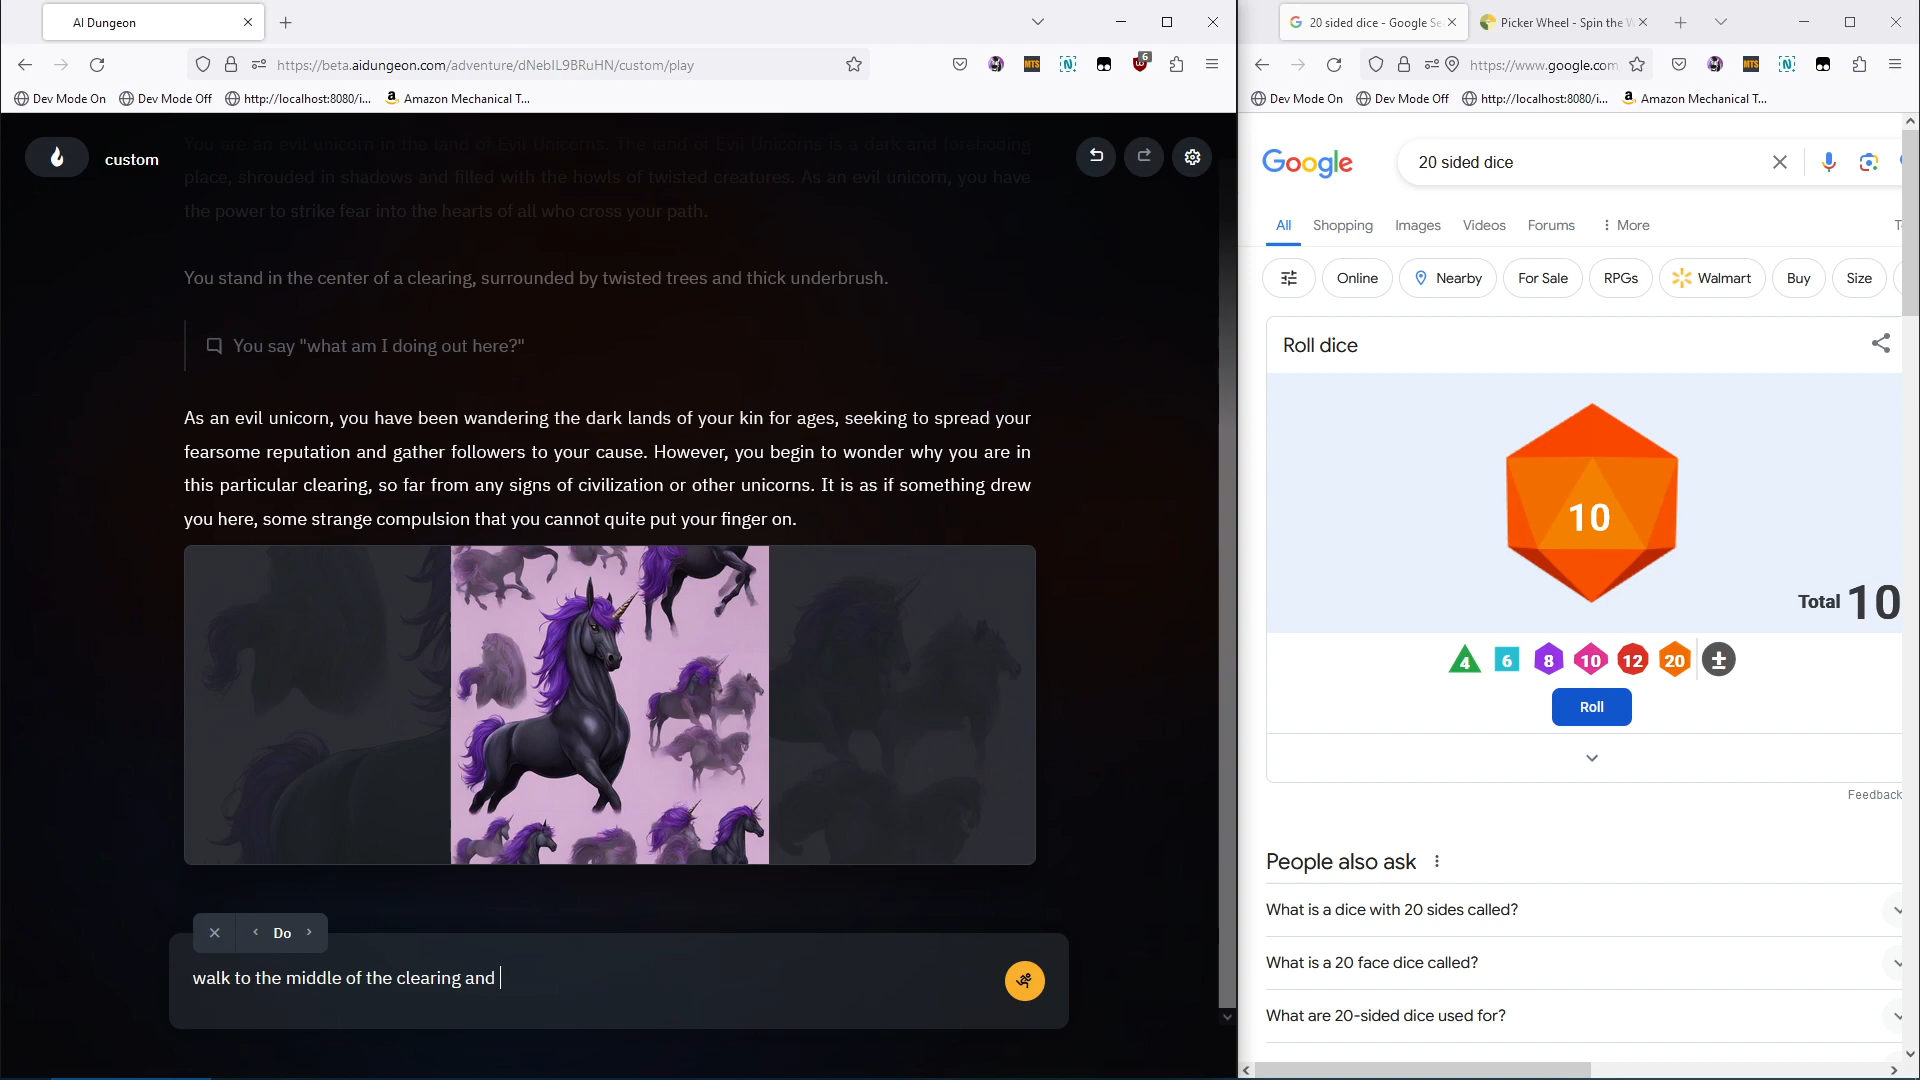 AI Dungeon
https://beta.aidungeon.com/adventure/dNebIL9BRuHN/custom/play
MTS
N
6
Dev Mode On
Dev Mode Off
http://localhost:8080/i...
Amazon Mechanical T...
custom
You are an evil unicorn in the land of Evil Unicorns. The land of Evil Unicorns is a dark and foreboding
place, shrouded in shadows and filled with the howls of twisted creatures. As an evil unicorn, you have
the power to strike fear into the hearts of all who cross your path.
You stand in the center of a clearing, surrounded by twisted trees and thick underbrush.
You say "what am I doing out here?"
As an evil unicorn, you have been wandering the dark lands of your kin for ages, seeking to spread your
fearsome reputation and gather followers to your cause. However, you begin to wonder why you are in
this particular clearing, so far from any signs of civilization or other unicorns. It is as if something drew
you here, some strange compulsion that you cannot quite put your finger on.
Do
walk to the middle of the clearing and
20 sided dice - Google Se
Picker Wheel - Spin the W
https://www.google.com
MTS
N
Dev Mode On
Dev Mode Off
http://localhost:8080/i...
Amazon Mechanical T...
Google
20 sided dice
All
Shopping
Images
Videos
Forums
More
Online
Nearby
For Sale
RPGs
Walmart
Buy
Size
Roll dice
10
Total 10
4
6
8
10
12
20
±
Roll
Feedback
People also ask
What is a dice with 20 sides called?
What is a 20 face dice called?
What are 20-sided dice used for?